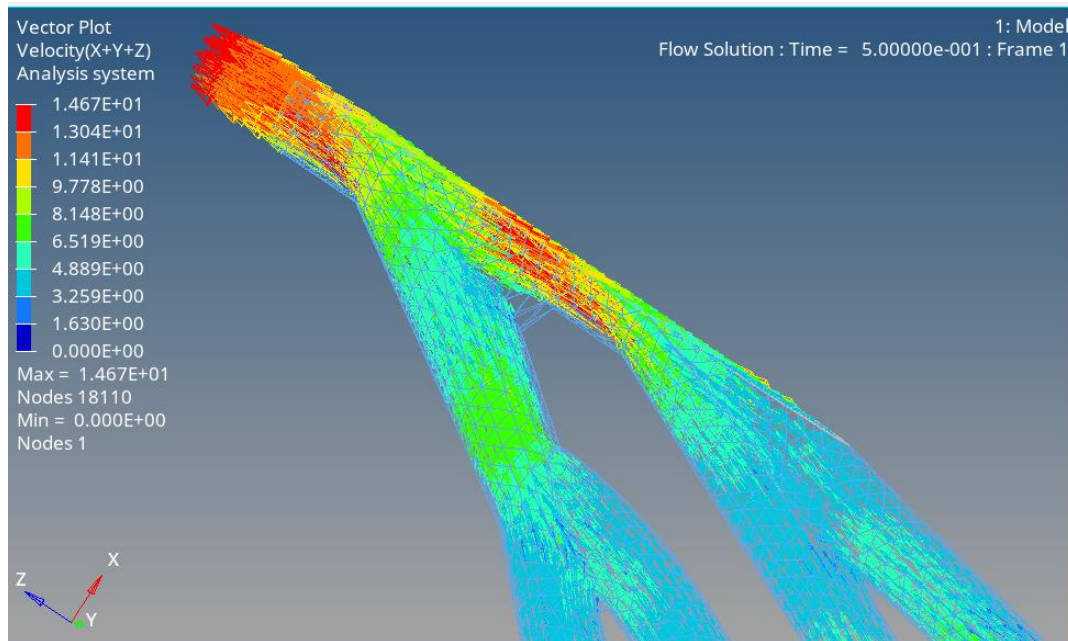 Vector Plot
Velocity(X+Y+Z)
Analysis system
1.467E+01
1.304E+01
1.141E+01
9.778E+00
8.148E+00
6.519E+00
4.889E+00
3.259E+00
1.630E+00
0.000E+00
Max = 1.467E+01
Nodes 18110
Min = 0.000E+00
Nodes 1
1: Model
Flow Solution : Time = 5.00000e-001 : Frame 1
X
Z
Y